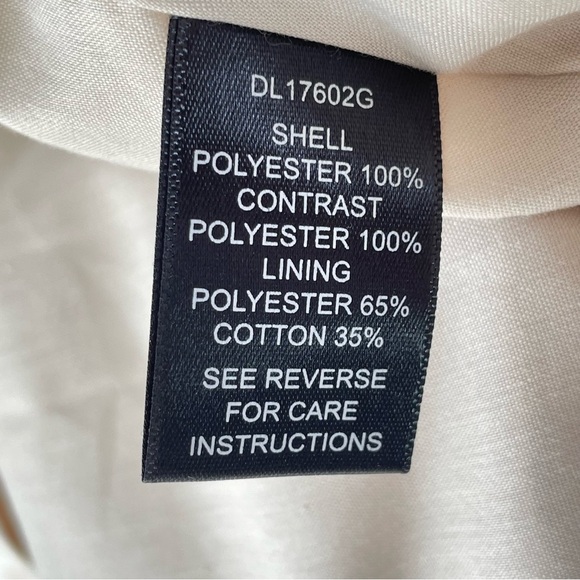 DL17602G
SHELL
POLYESTER 100%
CONTRAST
POLYESTER 100%
LINING
POLYESTER 65%
COTTON 35%
SEE REVERSE
FOR CARE
INSTRUCTIONS